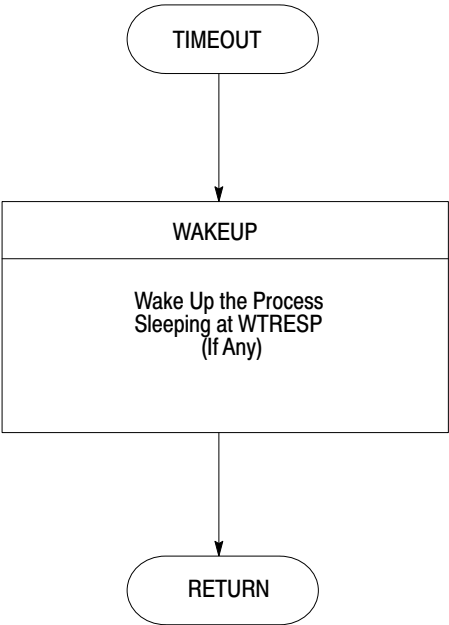 TIMEOUT
WAKEUP
Wake Up the Process
Sleeping at WTRESP
(If Any)
RETURN